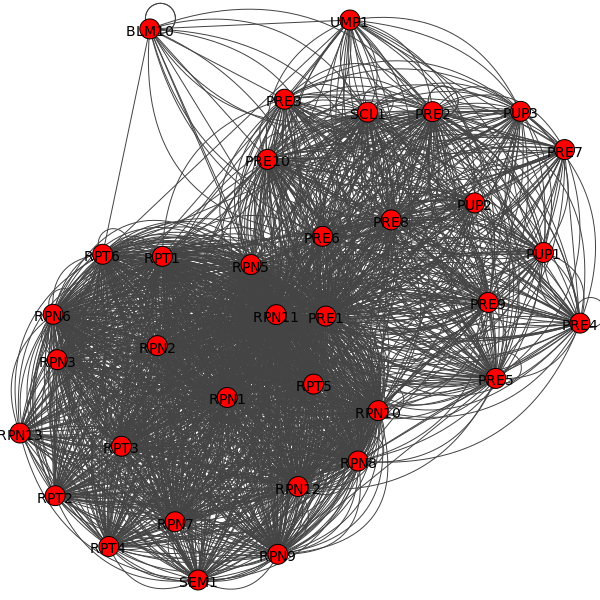 UMP1
BLM10
PRE3
SCL1
PRE2
PUP3
PRE7
PRE10
PUP2
PRE8
PRE6
PUP1
RPT6
RPT1
RPN5
PRE9
RPN6
RPN11
PRE1
PRE4
RPN2
RPN3
PRE5
RPT5
RPN1
RPN10
RPN13
RPT3
RPN8
RPN12
RPT2
RPN7
RPT4
RPN9
SEM1